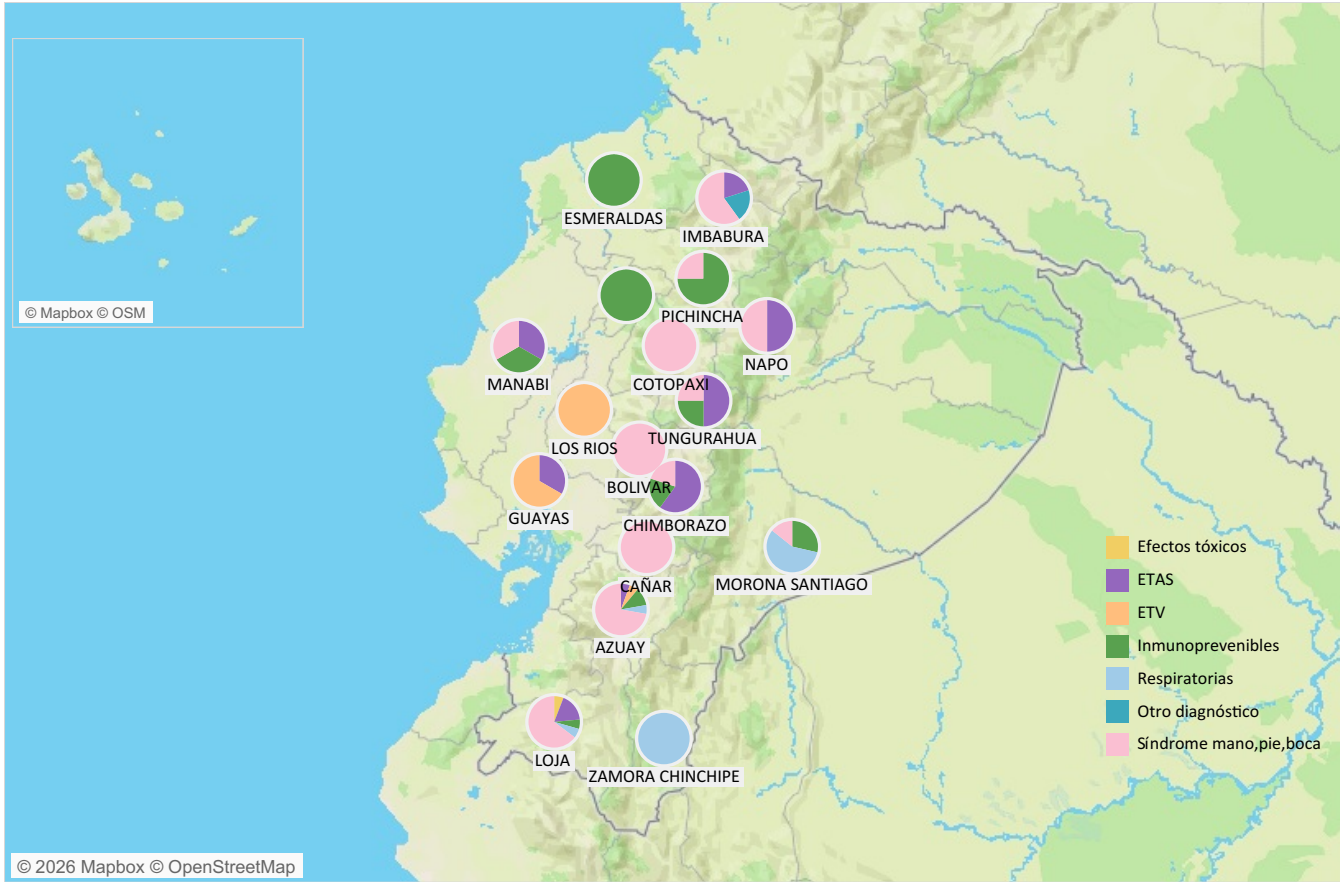 ESMERALDAS
IMBABURA
© Mapbox © OSM
PICHINCHA
NAPO
MANABI
COTOPAXI
TUNGURAHUA
LOS RIOS
BOLIVAR
GUAYAS
CHIMBORAZO
CAÑAR
MORONA SANTIAGO
AZUAY
LOJA
ZAMORA CHINCHIPE
Efectos tóxicos
ETAS
ETV
Inmunoprevenibles
Respiratorias
Otro diagnóstico
Síndrome mano,pie,boca
© 2026 Mapbox © OpenStreetMap